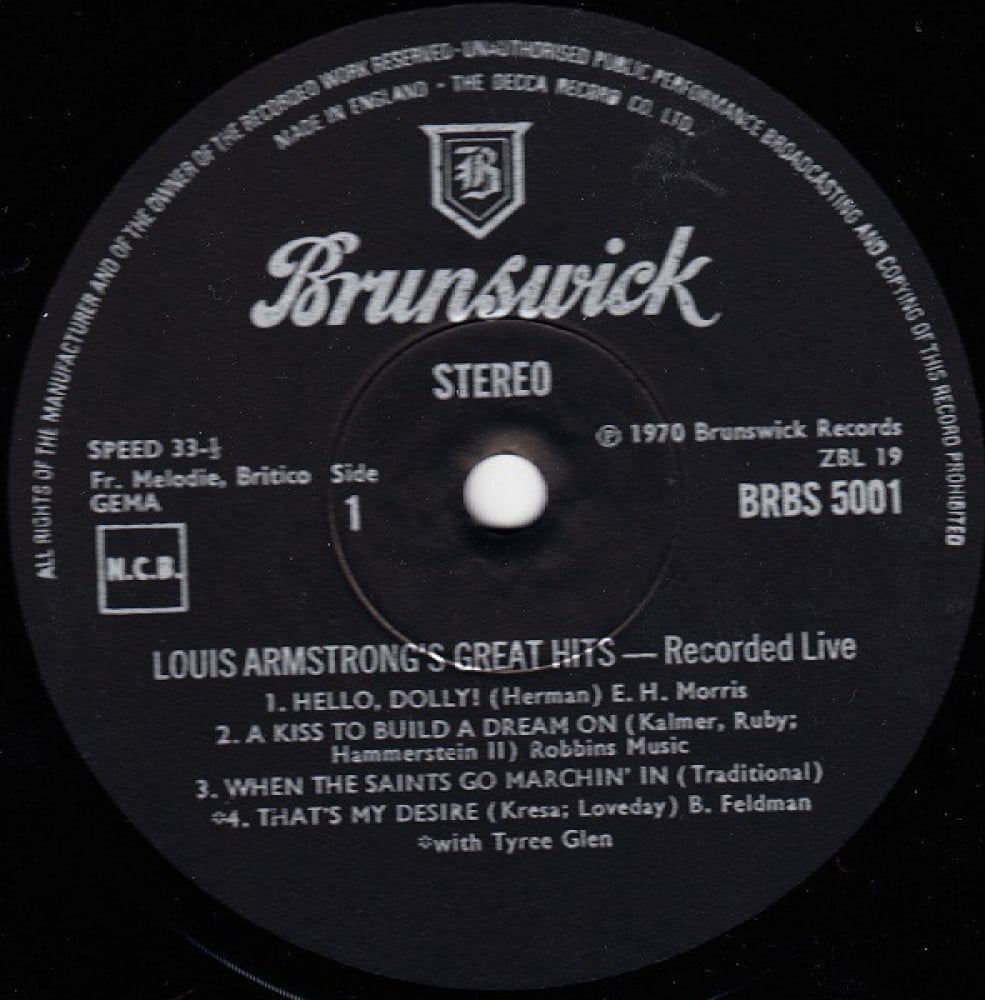 ALL RIGHTS OF THE MANUFACTURER AND OF THE OWNER OF THE RECORDED WORK RESERVED · UNAUTHORISED PUBLIC PERFORMANCE BROADCASTING AND COPYING OF THIS RECORD PROHIBITED
MADE IN ENGLAND · THE DECCA RECORD CO. LTD.
B
Brunswick
STEREO
SPEED 33-⅓
℗ 1970 Brunswick Records
Fr. Melodie, Britico
ZBL 19
GEMA
Side
1
BRBS 5001
N.C.B.
LOUIS ARMSTRONG'S GREAT HITS — Recorded Live
1. HELLO, DOLLY! (Herman) E. H. Morris
2. A KISS TO BUILD A DREAM ON (Kalmer, Ruby;
Hammerstein II) Robbins Music
3. WHEN THE SAINTS GO MARCHIN' IN (Traditional)
*4. THAT'S MY DESIRE (Kresa; Loveday) B. Feldman
*with Tyree Glen